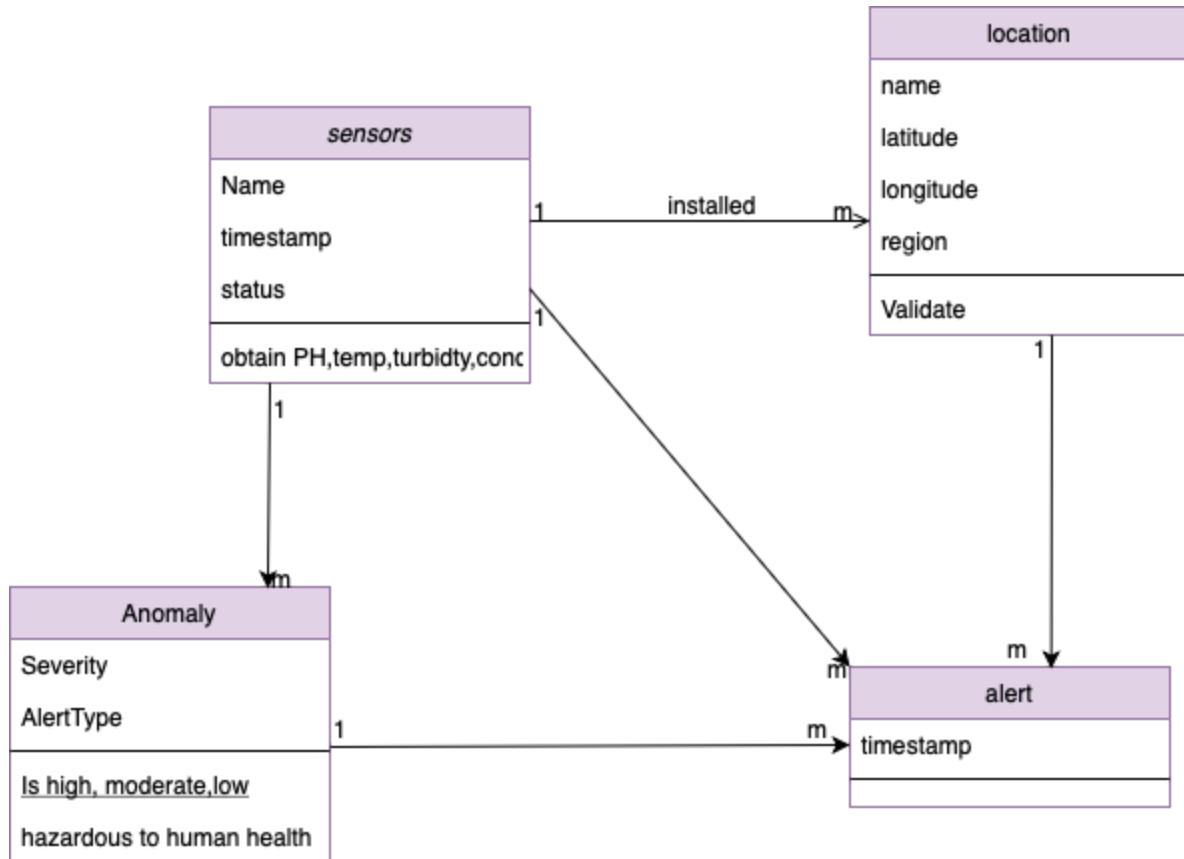 location
name
latitude
longitude
region
Validate
sensors
Name
timestamp
status
obtain PH,temp,turbidty,conc
1
installed
m
1
1
1
m
m
m
Anomaly
Severity
AlertType
Is high, moderate,low
hazardous to human health
1
m
alert
timestamp